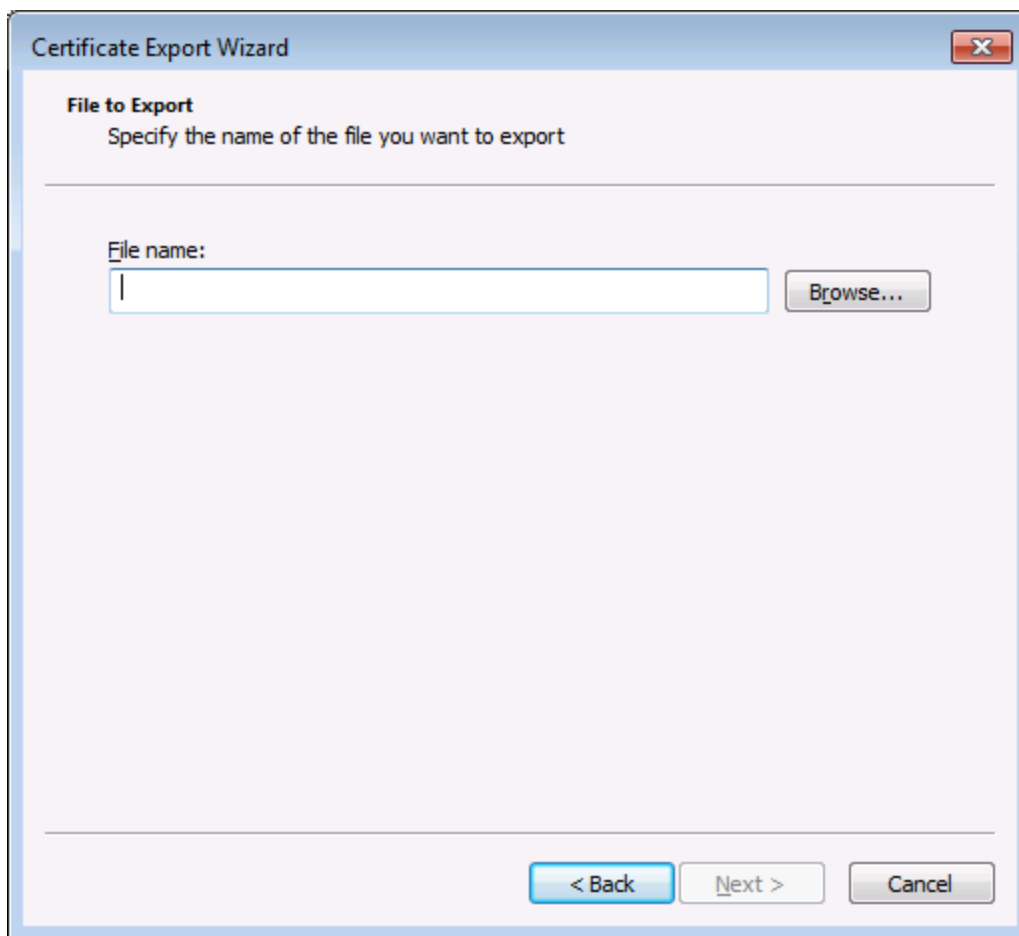 Certificate Export Wizard
File to Export
Specify the name of the file you want to export
File name:
Browse...
< Back
Next >
Cancel